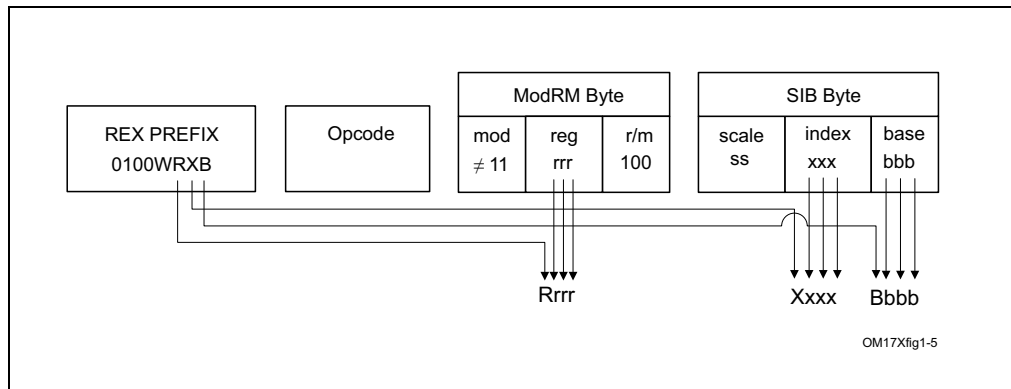 ModRM Byte
SIB Byte
REX PREFIX
0100WRXB
Opcode
mod
≠ 11
reg
rrr
r/m
100
scale
ss
index
xxx
base
bbb
Rrrr
Xxxx
Bbbb
OM17Xfig1-5